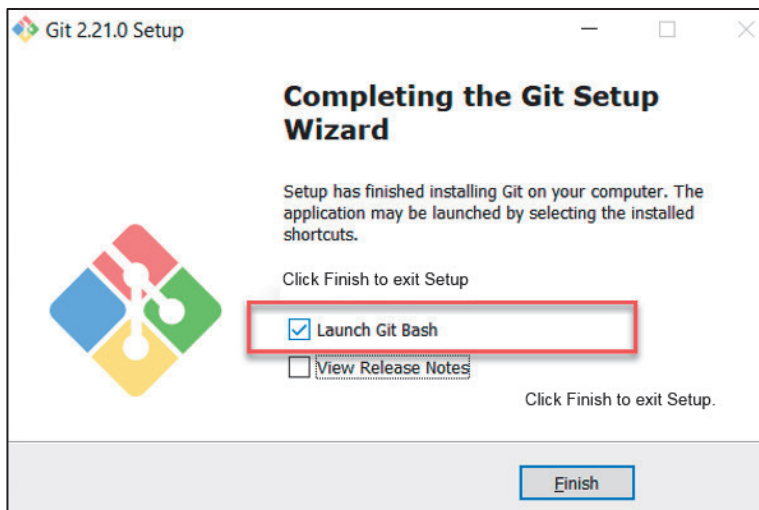 Git 2.21.0 Setup
Completing the Git Setup
Wizard
Setup has finished installing Git on your computer. The
application may be launched by selecting the installed
shortcuts.
Click Finish to exit Setup
Launch Git Bash
View Release Notes
Click Finish to exit Setup.
Finish